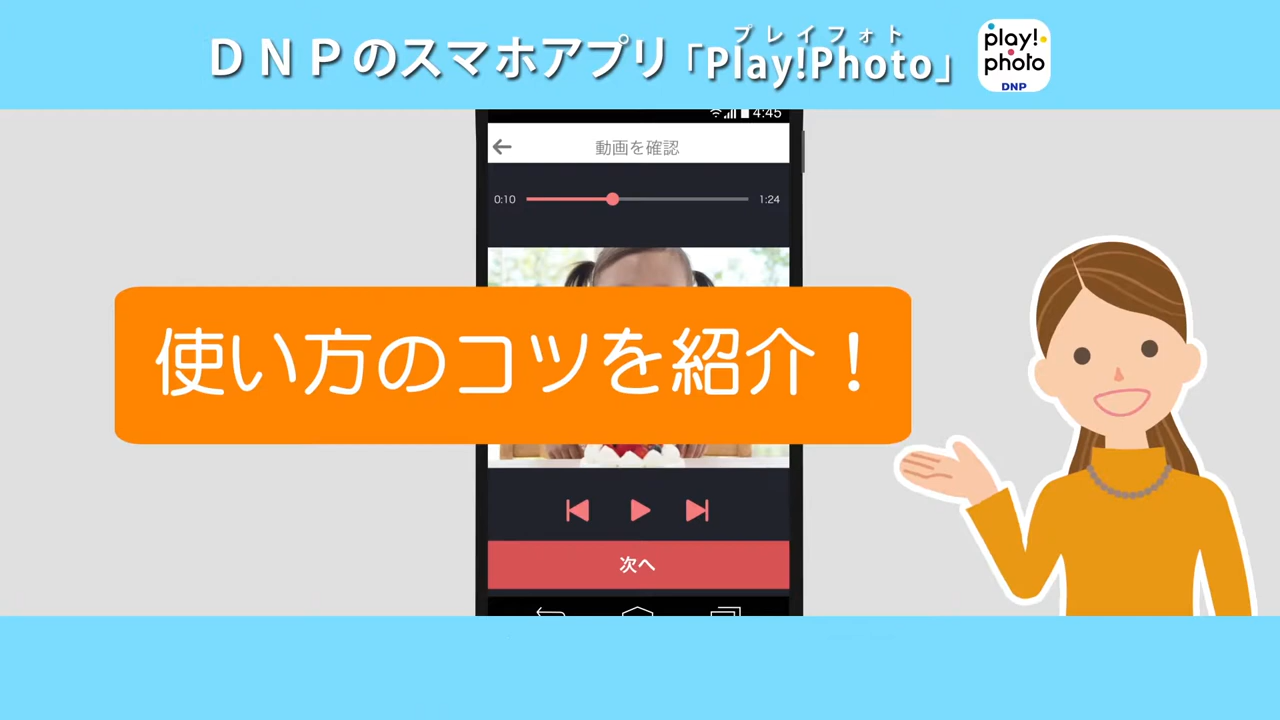 プレイフォト
ＤＮＰのスマホアプリ「Play!Photo」
play!
photo
DNP
4:45
動画を確認
0:10
1:24
使い方のコツを紹介！
次へ